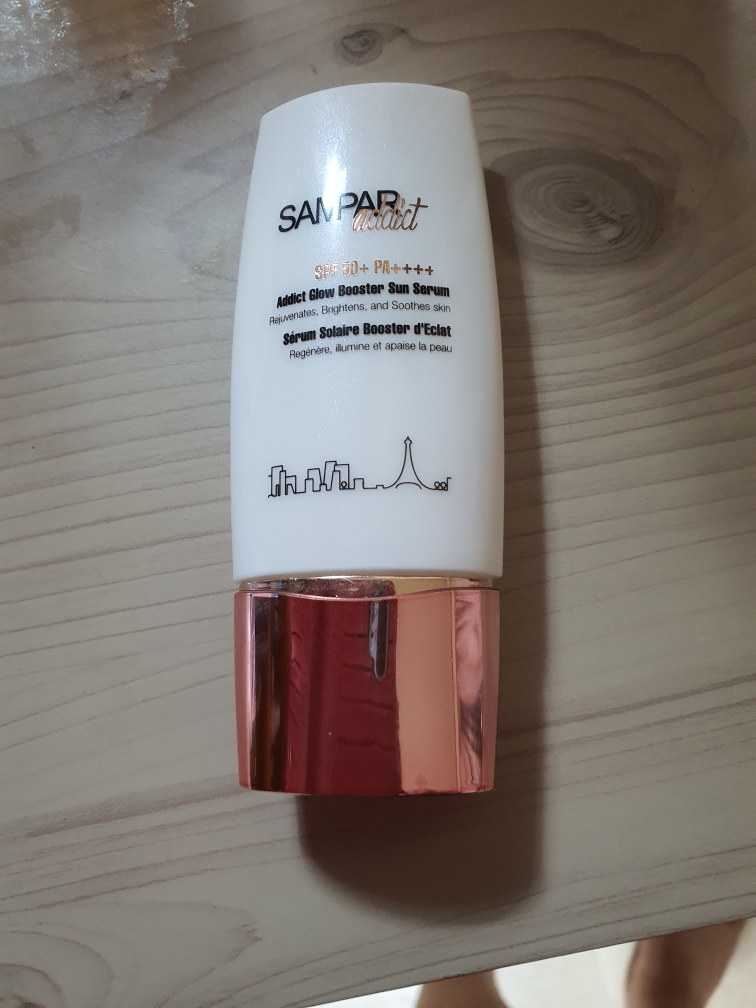 SAMPAR addict
SPF 50+ PA++++
Addict Glow Booster Sun Serum
Rejuvenates, Brightens, and Soothes skin
Sérum Solaire Booster d'Eclat
Regénère, illumine et apaise la peau